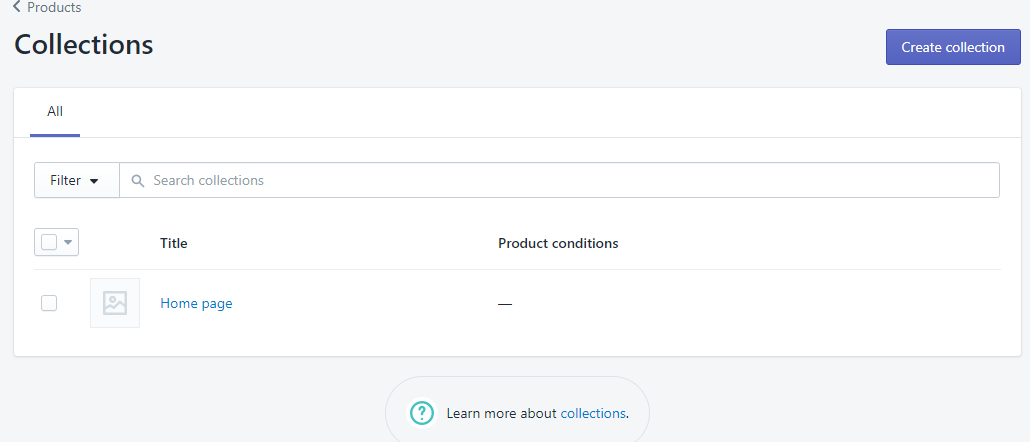 Products
Collections
Create collection
All
Filter
Search collections
Title Product conditions
Home page —
Learn more about collections.